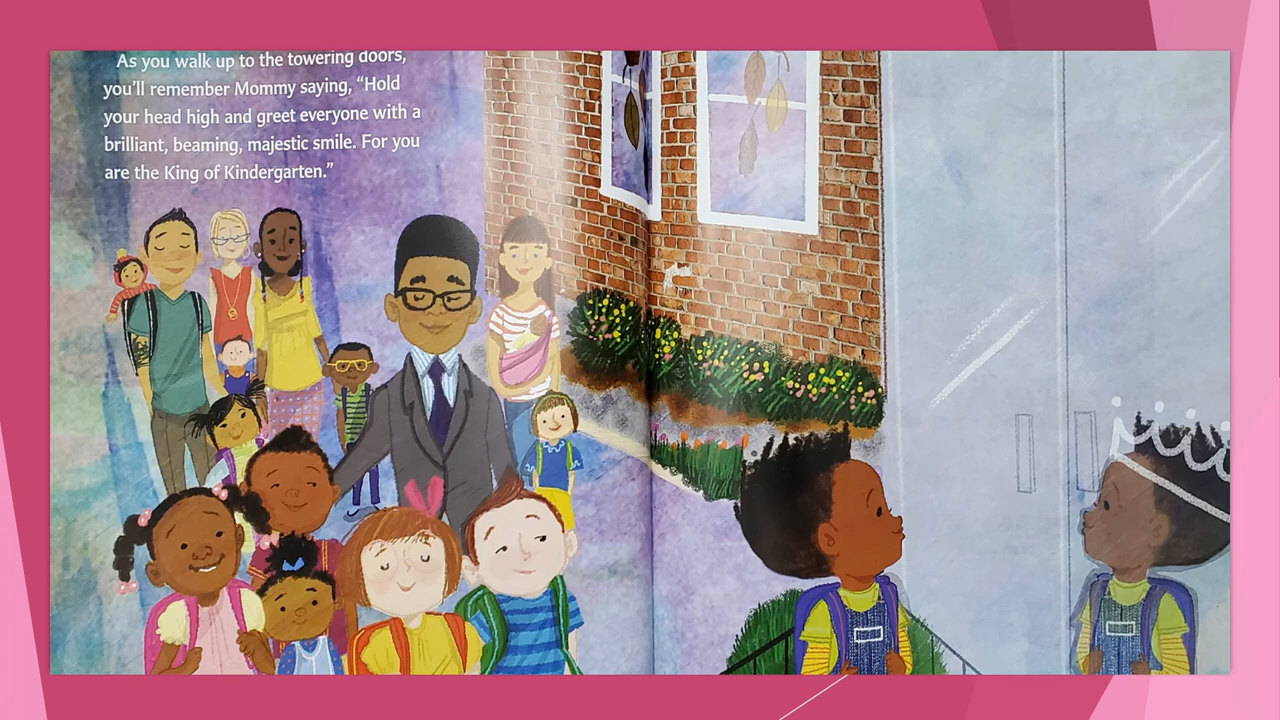 As you walk up to the towering doors,
you'll remember Mommy saying, “Hold
your head high and greet everyone with a
brilliant, beaming, majestic smile. For you
are the King of Kindergarten.”